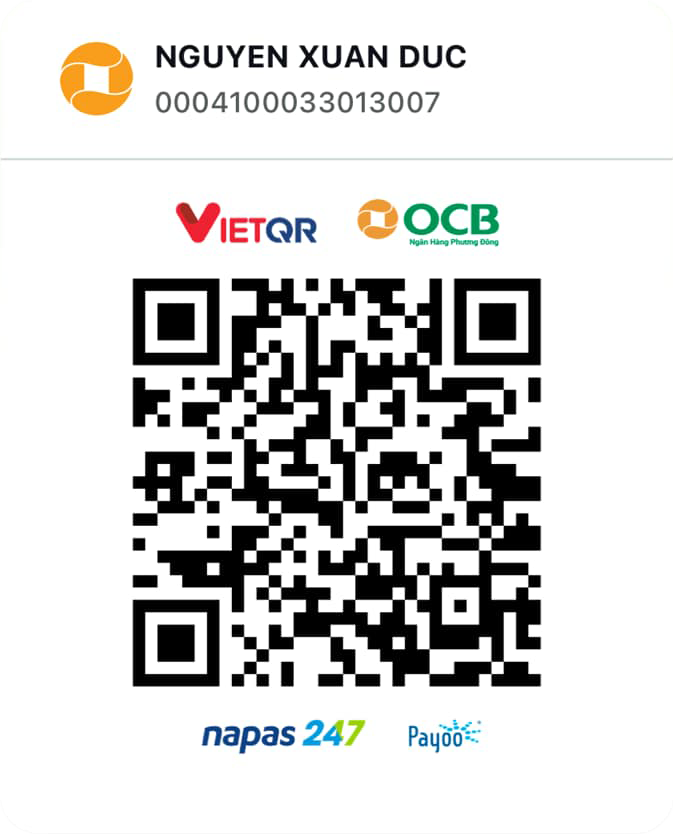 NGUYEN XUAN DUC
0004100033013007
VIETQR
OCB
Ngân Hàng Phương Đông
napas 247
Payoo